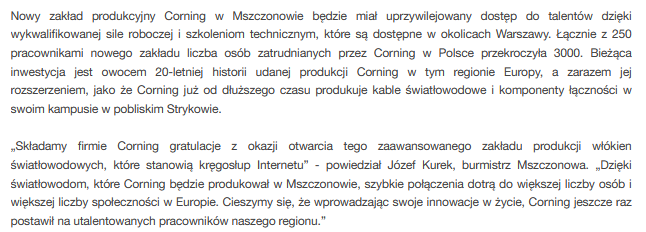 Nowy zakład produkcyjny Corning w Mszczonowie będzie miał uprzywilejowany dostęp do talentów dzięki
wykwalifikowanej sile roboczej i szkoleniom technicznym, które są dostępne w okolicach Warszawy. Łącznie z 250
pracownikami nowego zakładu liczba osób zatrudnianych przez Corning w Polsce przekroczyła 3000. Bieżąca
inwestycja jest owocem 20-letniej historii udanej produkcji Corning w tym regionie Europy, a zarazem jej
rozszerzeniem, jako że Corning już od dłuższego czasu produkuje kable światłowodowe i komponenty łączności w
swoim kampusie w pobliskim Strykowie.
„Składamy firmie Corning gratulacje z okazji otwarcia tego zaawansowanego zakładu produkcji włókien
światłowodowych, które stanowią kręgosłup Internetu” - powiedział Józef Kurek, burmistrz Mszczonowa. „Dzięki
światłowodom, które Corning będzie produkował w Mszczonowie, szybkie połączenia dotrą do większej liczby osób i
większej liczby społeczności w Europie. Cieszymy się, że wprowadzając swoje innowacje w życie, Corning jeszcze raz
postawił na utalentowanych pracowników naszego regionu.”